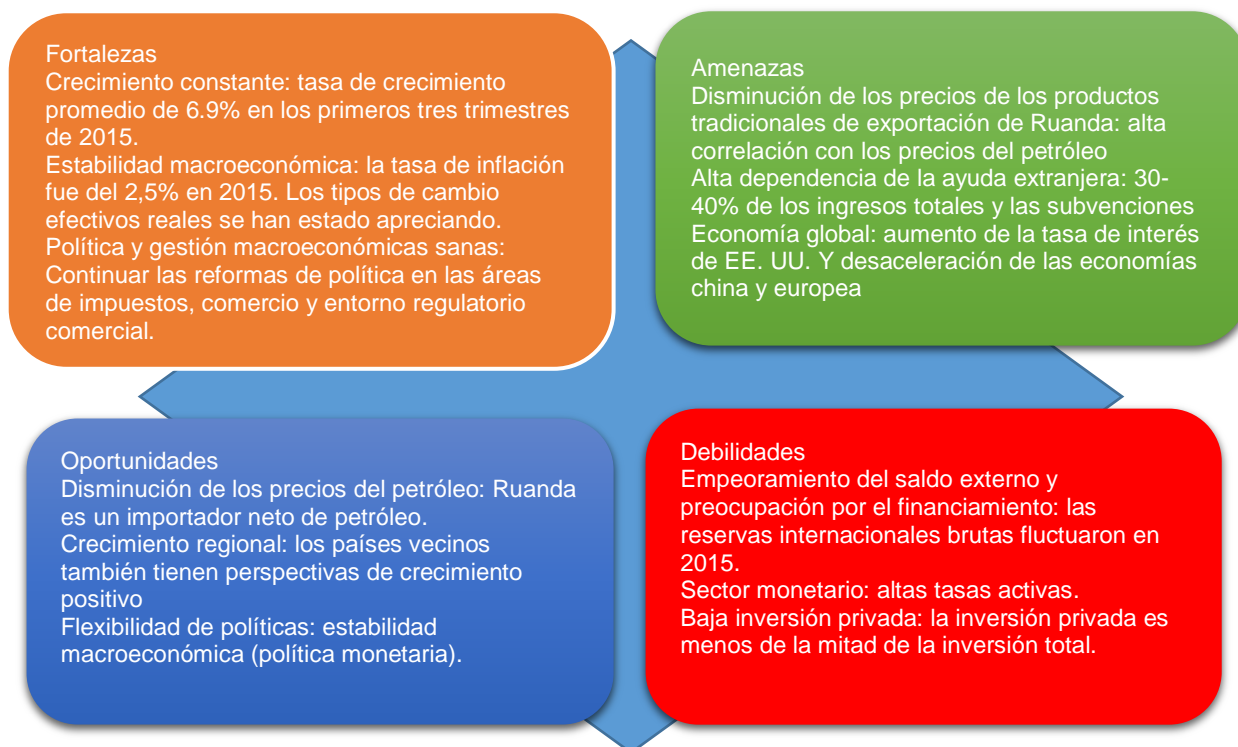 Fortalezas
Crecimiento constante: tasa de crecimiento
promedio de 6.9% en los primeros tres trimestres
de 2015.
Estabilidad macroeconómica: la tasa de inflación
fue del 2,5% en 2015. Los tipos de cambio
efectivos reales se han estado apreciando.
Política y gestión macroeconómicas sanas:
Continuar las reformas de política en las áreas
de impuestos, comercio y entorno regulatorio
comercial.
Amenazas
Disminución de los precios de los productos
tradicionales de exportación de Ruanda: alta
correlación con los precios del petróleo
Alta dependencia de la ayuda extranjera: 30-
40% de los ingresos totales y las subvenciones
Economía global: aumento de la tasa de interés
de EE. UU. Y desaceleración de las economías
china y europea
Oportunidades
Disminución de los precios del petróleo: Ruanda
es un importador neto de petróleo.
Crecimiento regional: los países vecinos
también tienen perspectivas de crecimiento
positivo
Flexibilidad de políticas: estabilidad
macroeconómica (política monetaria).
Debilidades
Empeoramiento del saldo externo y
preocupación por el financiamiento: las
reservas internacionales brutas fluctuaron en
2015.
Sector monetario: altas tasas activas.
Baja inversión privada: la inversión privada es
menos de la mitad de la inversión total.